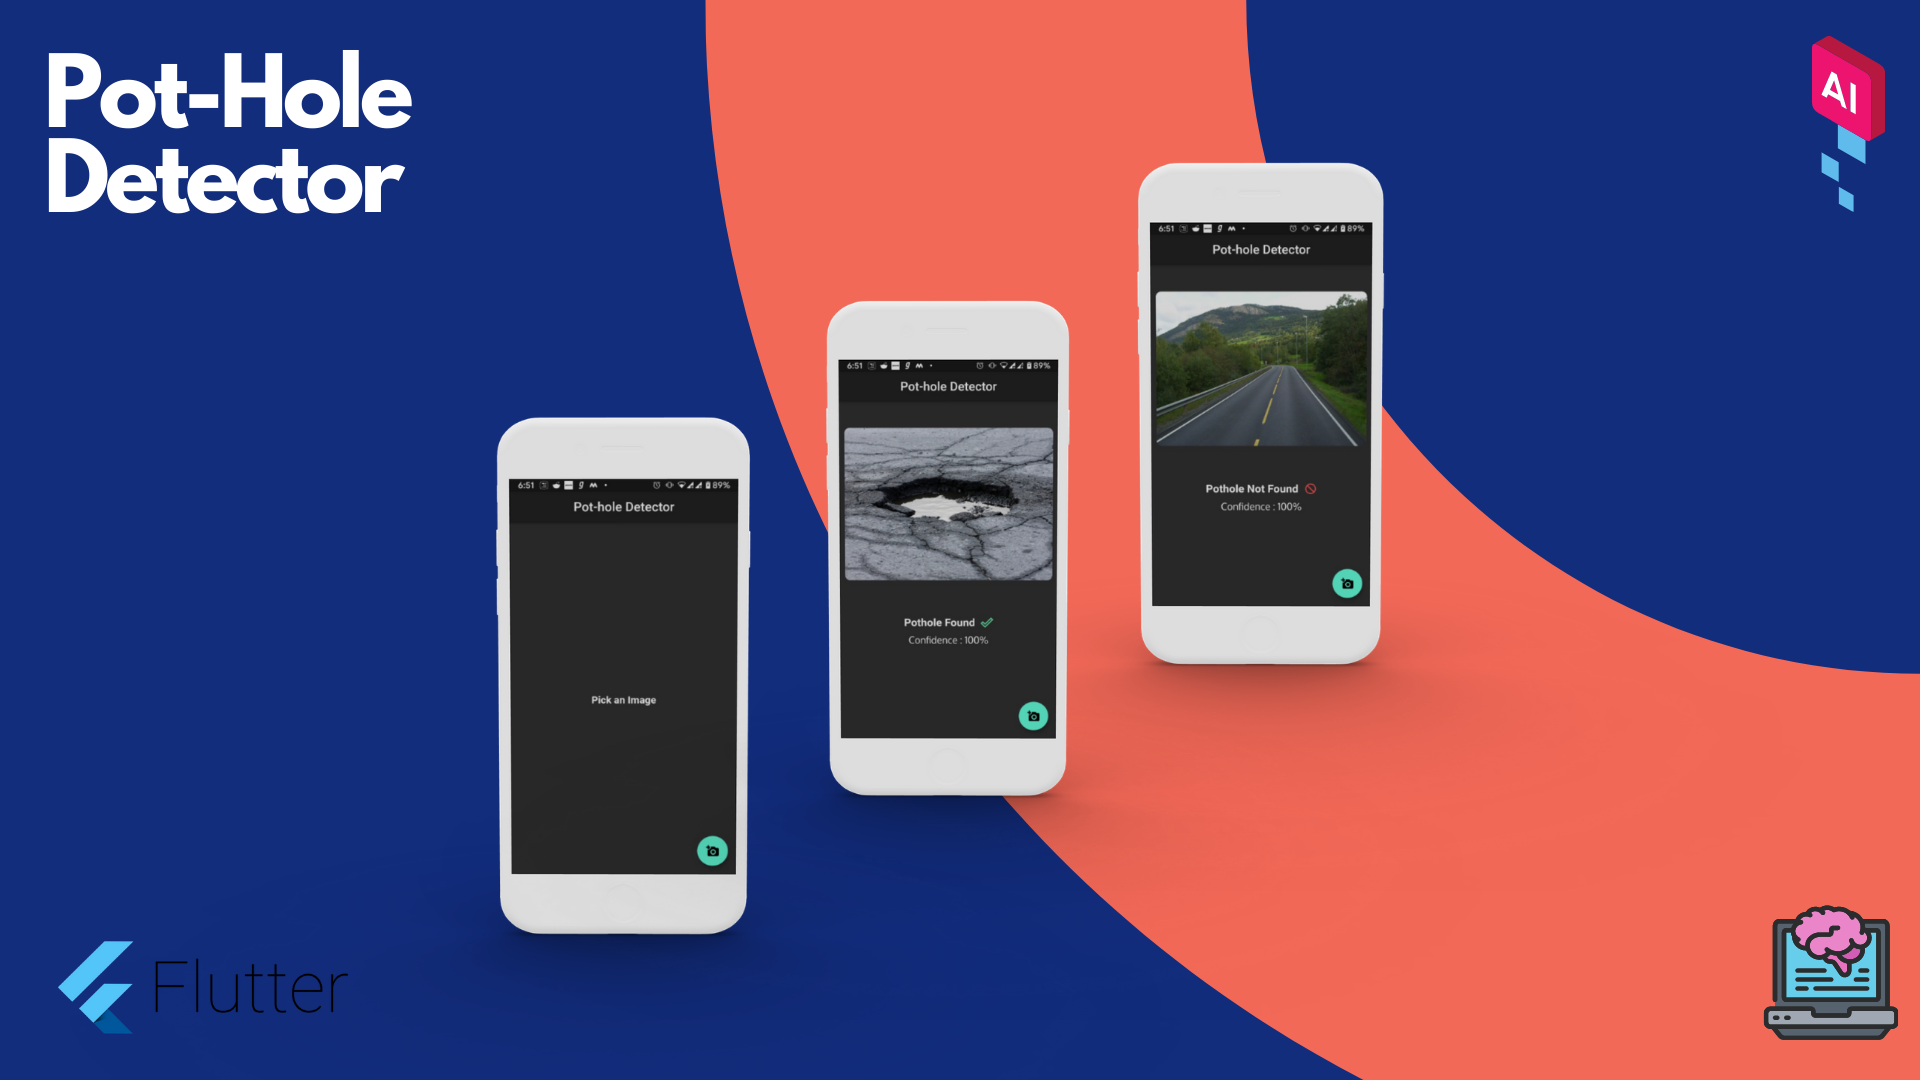 Pot-Hole
Detector
AI
6:51 89%
Pot-hole Detector
Pick an Image
6:51 89%
Pot-hole Detector
Pothole Found
Confidence : 100%
6:51 89%
Pot-hole Detector
Pothole Not Found
Confidence : 100%
Flutter